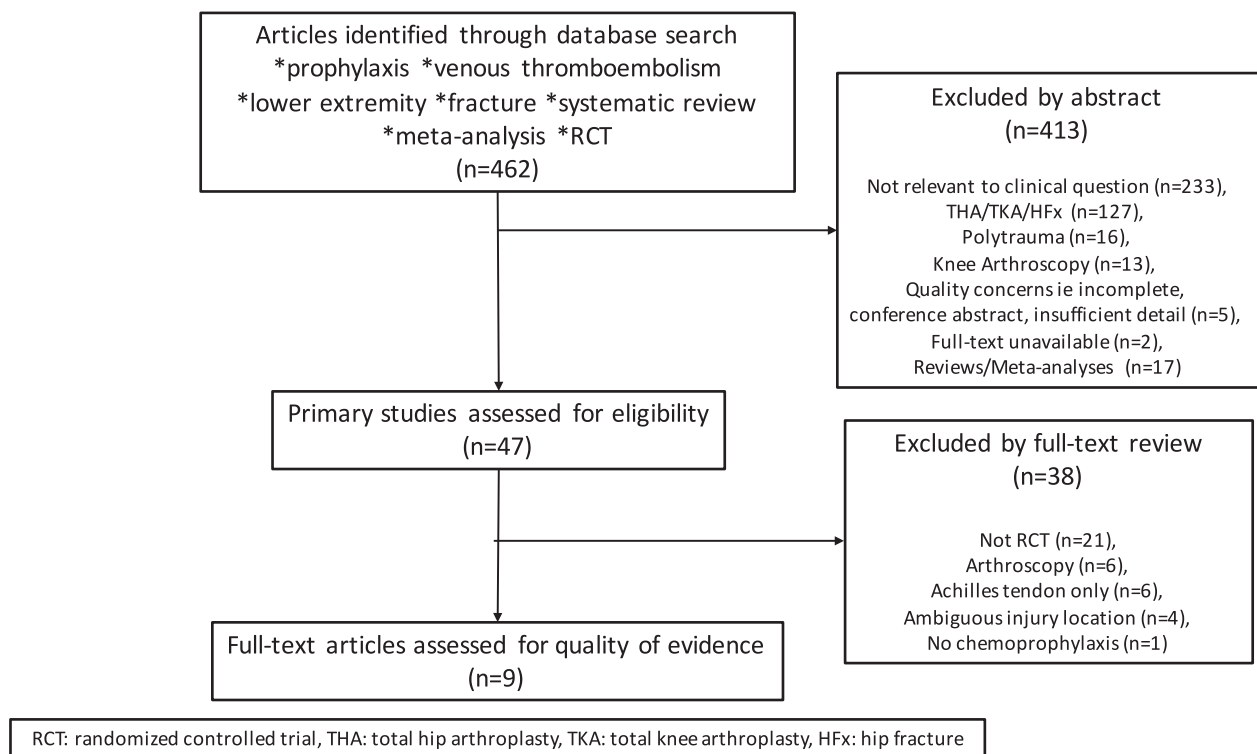 Articles identified through database search
*prophylaxis *venous thromboembolism
*lower extremity *fracture *systematic review
*meta-analysis *RCT
(n=462)
Excluded by abstract
(n=413)
Not relevant to clinical question (n=233),
THA/TKA/HFx (n=127),
Polytrauma (n=16),
Knee Arthroscopy (n=13),
Quality concerns ie incomplete,
conference abstract, insufficient detail (n=5),
Full-text unavailable (n=2),
Reviews/Meta-analyses (n=17)
Primary studies assessed for eligibility
(n=47)
Excluded by full-text review
(n=38)
Not RCT (n=21),
Arthroscopy (n=6),
Achilles tendon only (n=6),
Ambiguous injury location (n=4),
No chemoprophylaxis (n=1)
Full-text articles assessed for quality of evidence
(n=9)
RCT: randomized controlled trial, THA: total hip arthroplasty, TKA: total knee arthroplasty, HFx: hip fracture